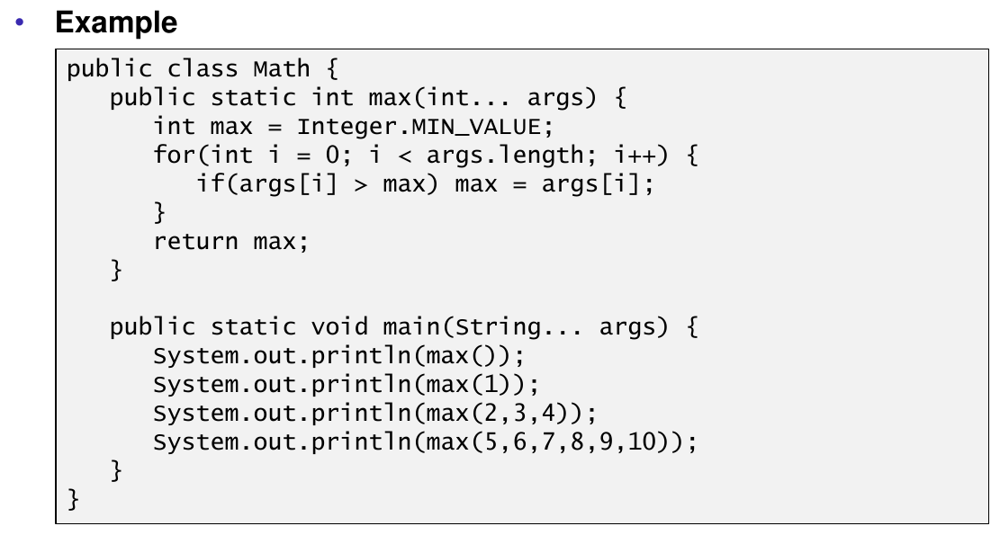 • Example
public class Math {
   public static int max(int... args) {
      int max = Integer.MIN_VALUE;
      for(int i = 0; i < args.length; i++) {
         if(args[i] > max) max = args[i];
      }
      return max;
   }

   public static void main(String... args) {
      System.out.println(max());
      System.out.println(max(1));
      System.out.println(max(2,3,4));
      System.out.println(max(5,6,7,8,9,10));
   }
}